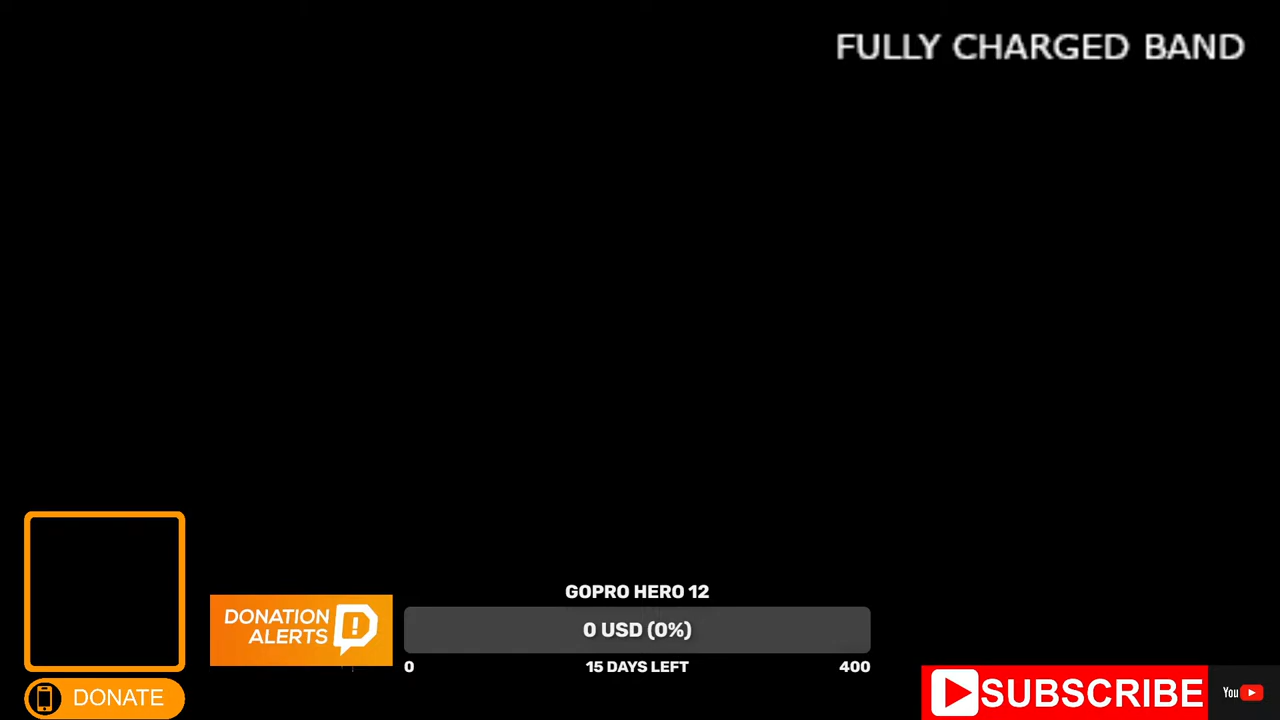 FULLY CHARGED BAND
GOPRO HERO 12
DONATION
ALERTS
0 USD (0%)
0
15 DAYS LEFT
400
DONATE
SUBSCRIBE
You